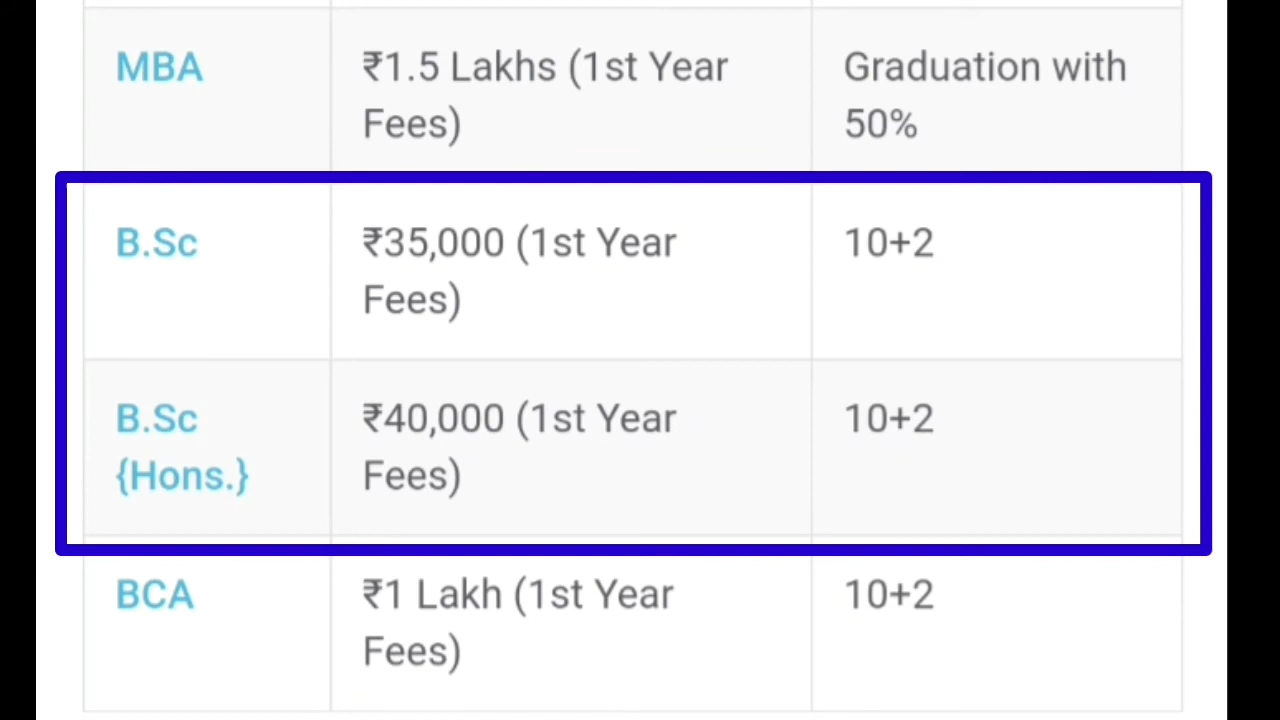 MBA
₹1.5 Lakhs (1st Year
Fees)
Graduation with
50%
B.Sc
₹35,000 (1st Year
Fees)
10+2
B.Sc
{Hons.}
₹40,000 (1st Year
Fees)
10+2
BCA
₹1 Lakh (1st Year
Fees)
10+2